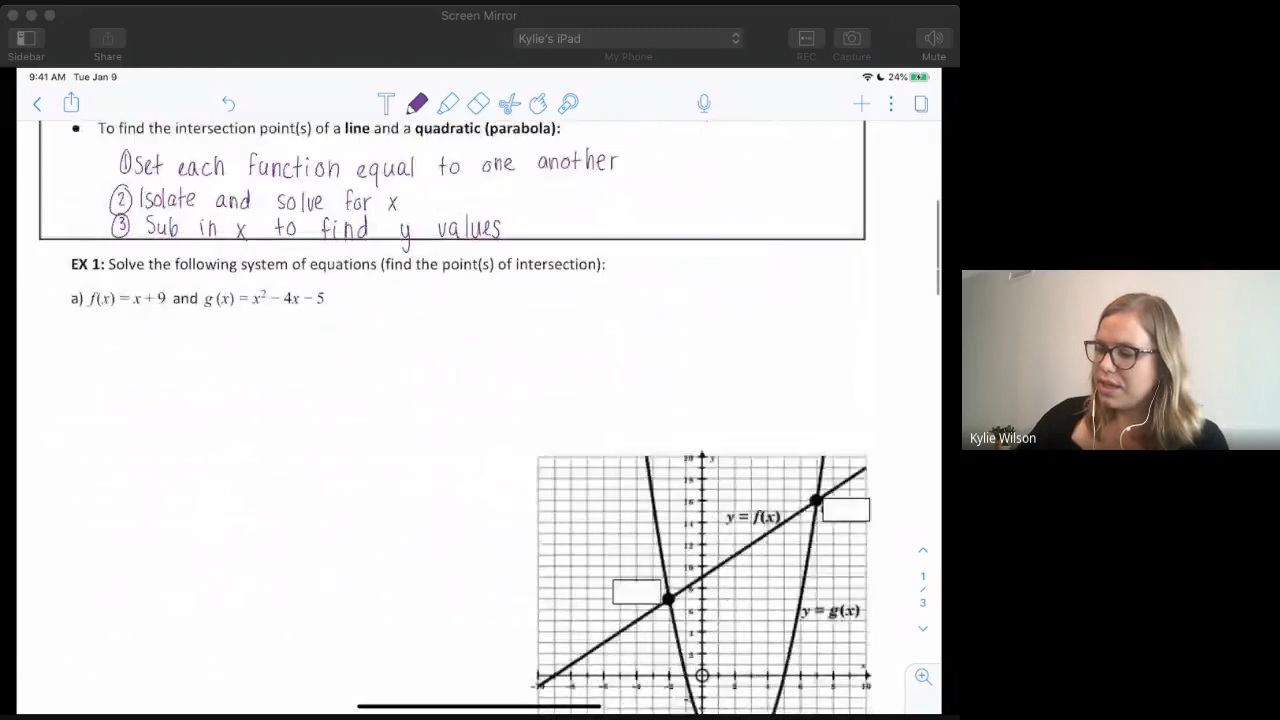 Screen Mirror
Kylie's iPad
Sidebar
Share
My Phone
REC
Capture
Mute
9:41 AM Tue Jan 9
24%
• To find the intersection point(s) of a line and a quadratic (parabola):
① Set each function equal to one another
② Isolate and solve for x
③ Sub in x to find y values
EX 1: Solve the following system of equations (find the point(s) of intersection):
a) f(x) = x + 9 and g(x) = x² − 4x − 5
y = f(x)
y = g(x)
1
/
3
Kylie Wilson